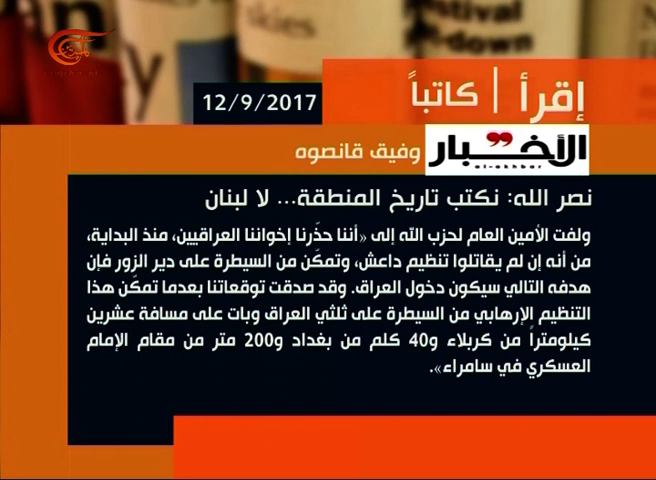 skies
festival
إقرأ | كاتباً
12/9/2017
الأخبار
al-akhbar
وفيق قانصوه
نصر الله: نكتب تاريخ المنطقة... لا لبنان
ولفت الأمين العام لحزب الله إلى «أننا حذّرنا إخواننا العراقيين، منذ البداية،
من أنه إن لم يقاتلوا تنظيم داعش، وتمكّن من السيطرة على دير الزور فإن
هدفه التالي سيكون دخول العراق. وقد صدقت توقعاتنا بعدما تمكّن هذا
التنظيم الإرهابي من السيطرة على ثلثي العراق وبات على مسافة عشرين
كيلومتراً من كربلاء و40 كلم من بغداد و200 متر من مقام الإمام
العسكري في سامراء».